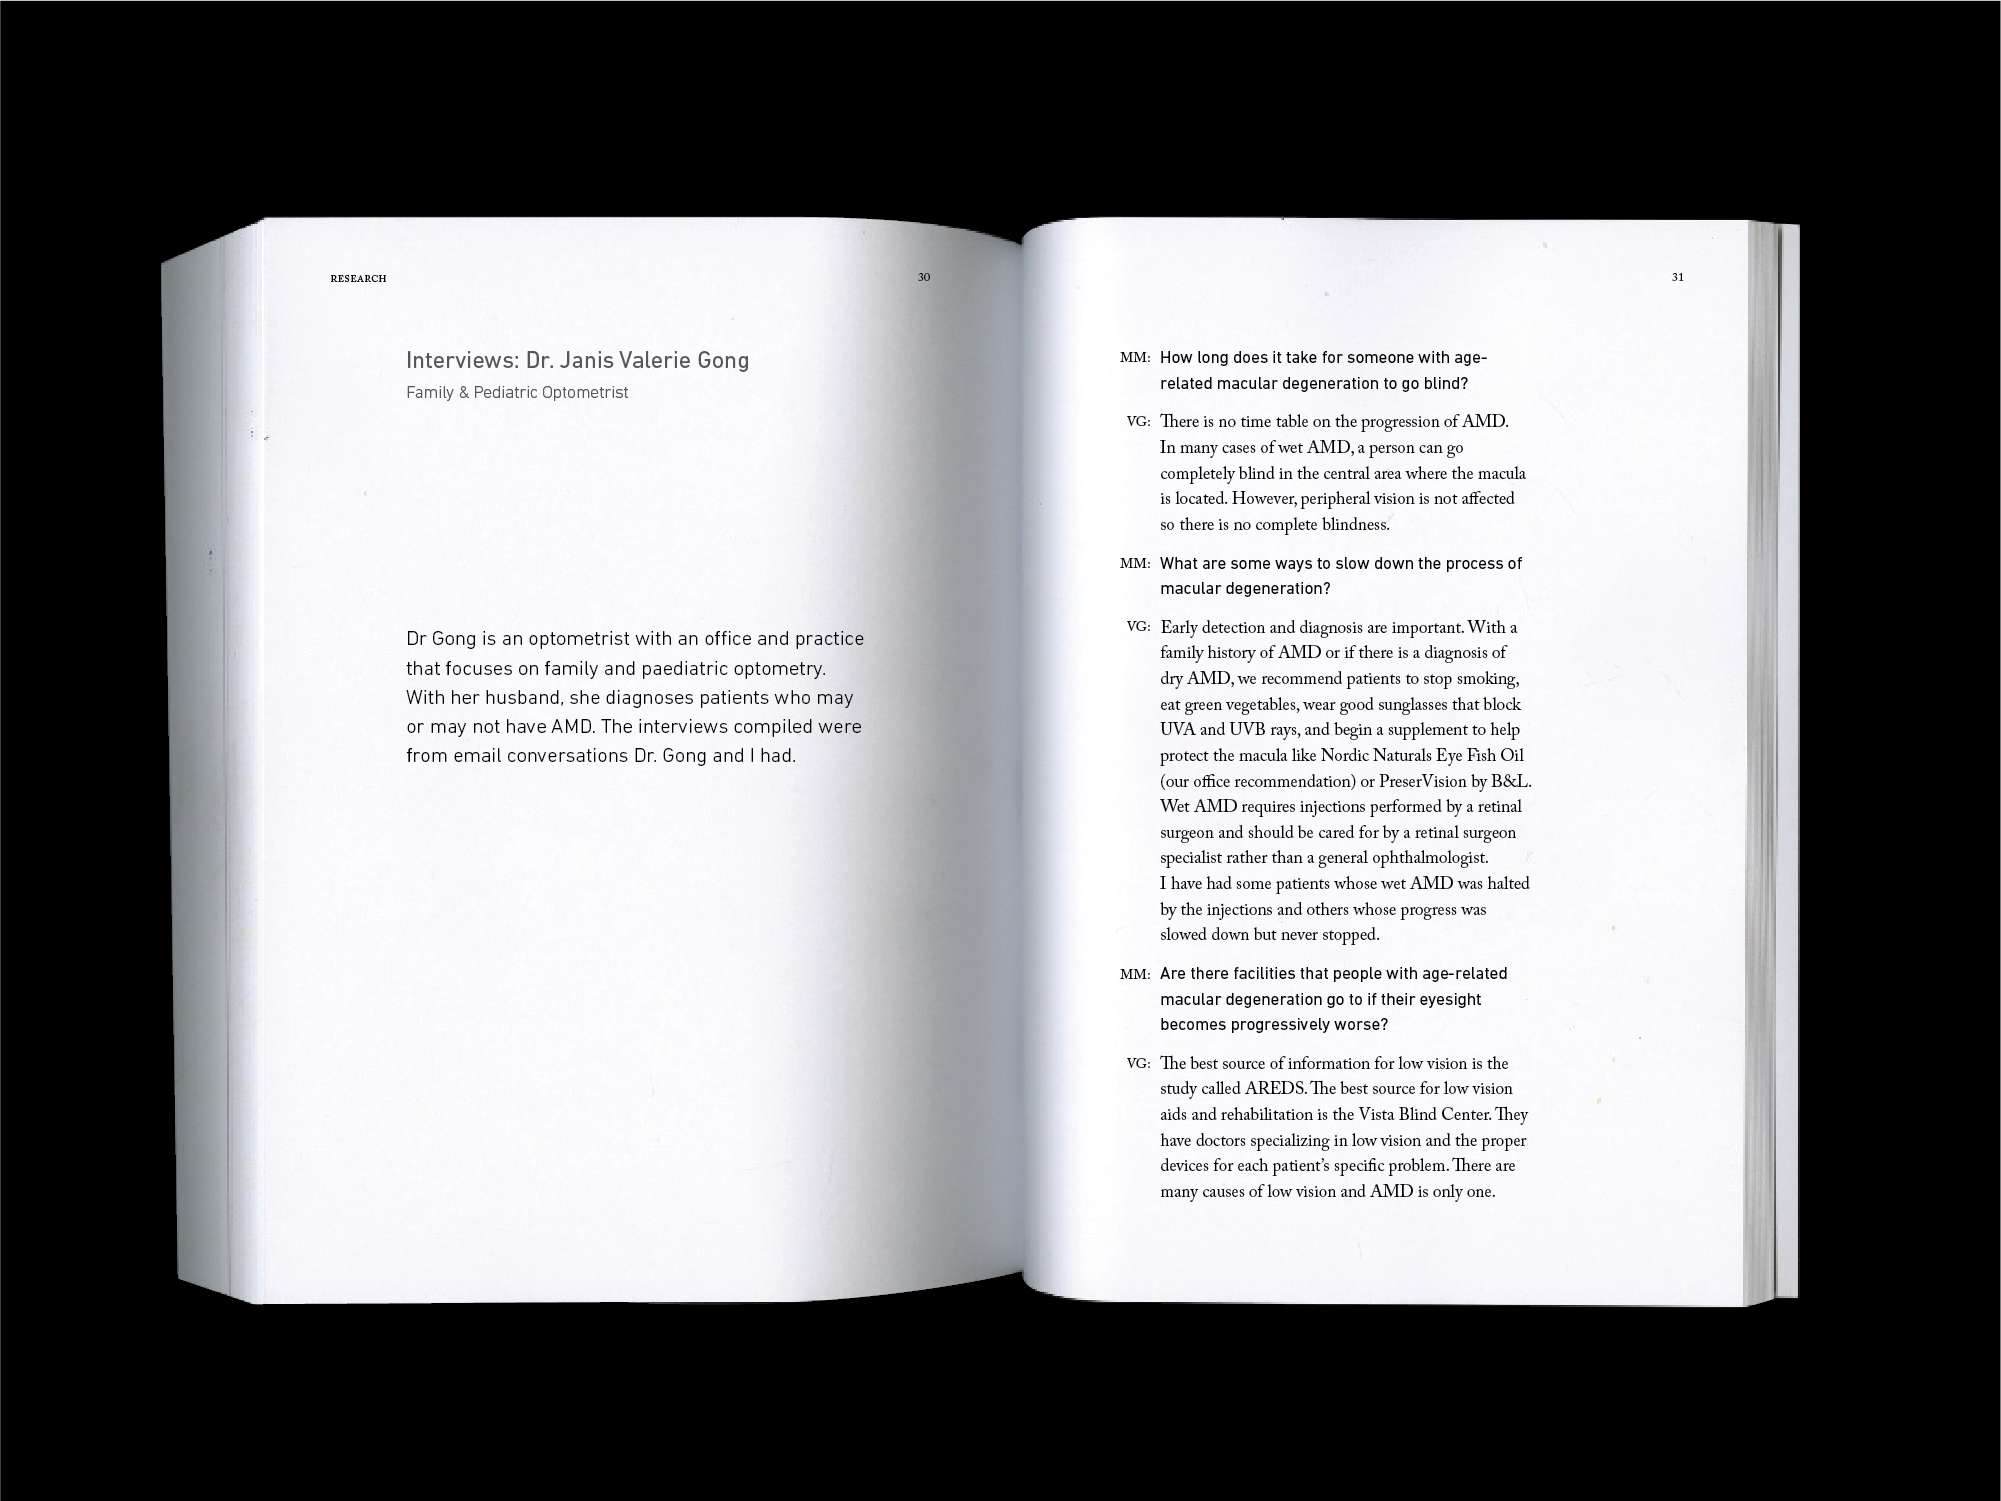 RESEARCH
30
Interviews: Dr. Janis Valerie Gong
Family & Pediatric Optometrist
Dr Gong is an optometrist with an office and practice
that focuses on family and paediatric optometry.
With her husband, she diagnoses patients who may
or may not have AMD. The interviews compiled were
from email conversations Dr. Gong and I had.
31
MM: How long does it take for someone with age-
related macular degeneration to go blind?
VG: There is no time table on the progression of AMD.
In many cases of wet AMD, a person can go
completely blind in the central area where the macula
is located. However, peripheral vision is not affected
so there is no complete blindness.
MM: What are some ways to slow down the process of
macular degeneration?
VG: Early detection and diagnosis are important. With a
family history of AMD or if there is a diagnosis of
dry AMD, we recommend patients to stop smoking,
eat green vegetables, wear good sunglasses that block
UVA and UVB rays, and begin a supplement to help
protect the macula like Nordic Naturals Eye Fish Oil
(our office recommendation) or PreserVision by B&L.
Wet AMD requires injections performed by a retinal
surgeon and should be cared for by a retinal surgeon
specialist rather than a general ophthalmologist.
I have had some patients whose wet AMD was halted
by the injections and others whose progress was
slowed down but never stopped.
MM: Are there facilities that people with age-related
macular degeneration go to if their eyesight
becomes progressively worse?
VG: The best source of information for low vision is the
study called AREDS. The best source for low vision
aids and rehabilitation is the Vista Blind Center. They
have doctors specializing in low vision and the proper
devices for each patient's specific problem. There are
many causes of low vision and AMD is only one.